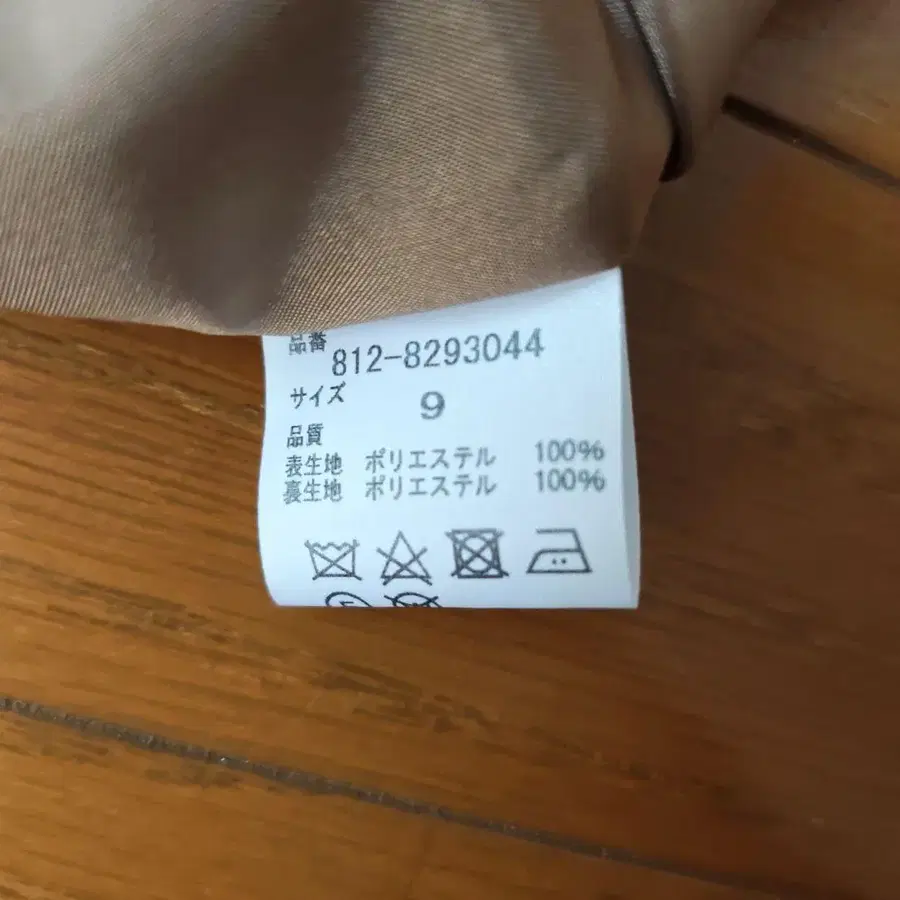 品番
812-8293044
サイズ
9
品質
表生地 ポリエステル 100%
裏生地 ポリエステル 100%